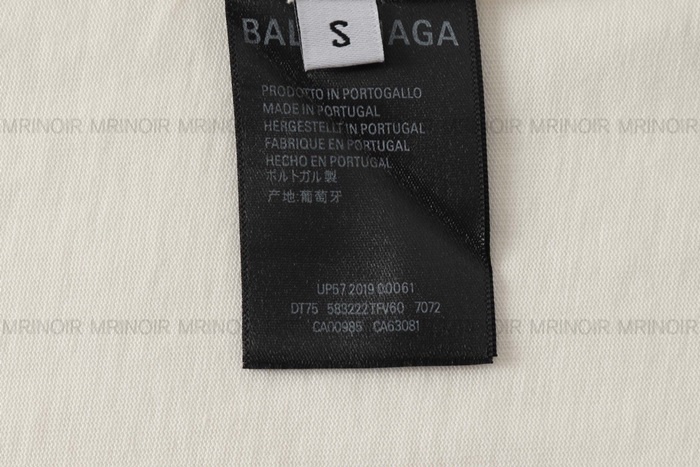 BAL AGA
S
PRODOTTO IN PORTOGALLO
MADE IN PORTUGAL
HERGESTELLT IN PORTUGAL
FABRIQUE EN PORTUGAL
HECHO EN PORTUGAL
ポルトガル製
产地:葡萄牙
MRINOIR MRINOIR MRINOIR MRINOIR MRINOIR
UP57 2019 00061
DT75 583222TFV60 7072
CA00985 CA63081
MRINOIR MRINOIR MRINOIR MRINOIR MRINOIR